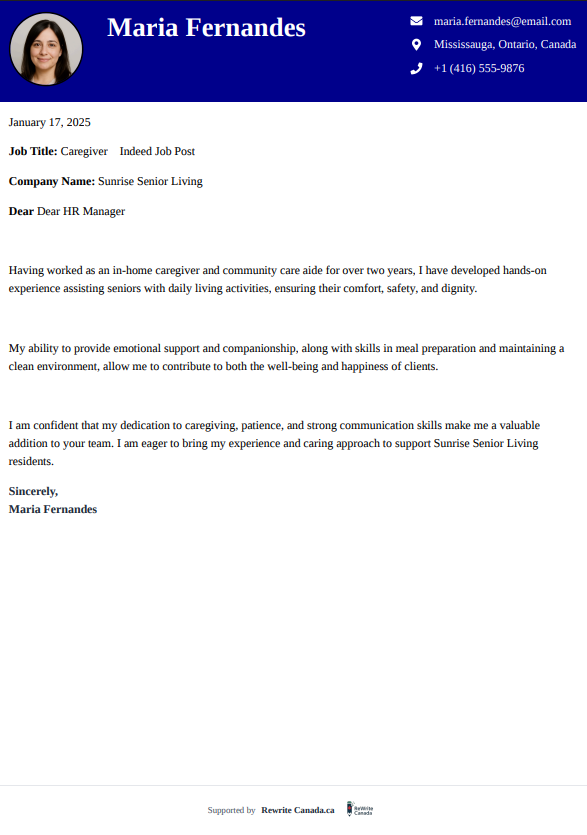 Maria Fernandes
maria.fernandes@email.com
Mississauga, Ontario, Canada
+1 (416) 555-9876
January 17, 2025
Job Title: Caregiver Indeed Job Post
Company Name: Sunrise Senior Living
Dear Dear HR Manager
Having worked as an in-home caregiver and community care aide for over two years, I have developed hands-on
experience assisting seniors with daily living activities, ensuring their comfort, safety, and dignity.
My ability to provide emotional support and companionship, along with skills in meal preparation and maintaining a
clean environment, allow me to contribute to both the well-being and happiness of clients.
I am confident that my dedication to caregiving, patience, and strong communication skills make me a valuable
addition to your team. I am eager to bring my experience and caring approach to support Sunrise Senior Living
residents.
Sincerely,
Maria Fernandes
Supported by Rewrite Canada.ca
ReWrite
Canada